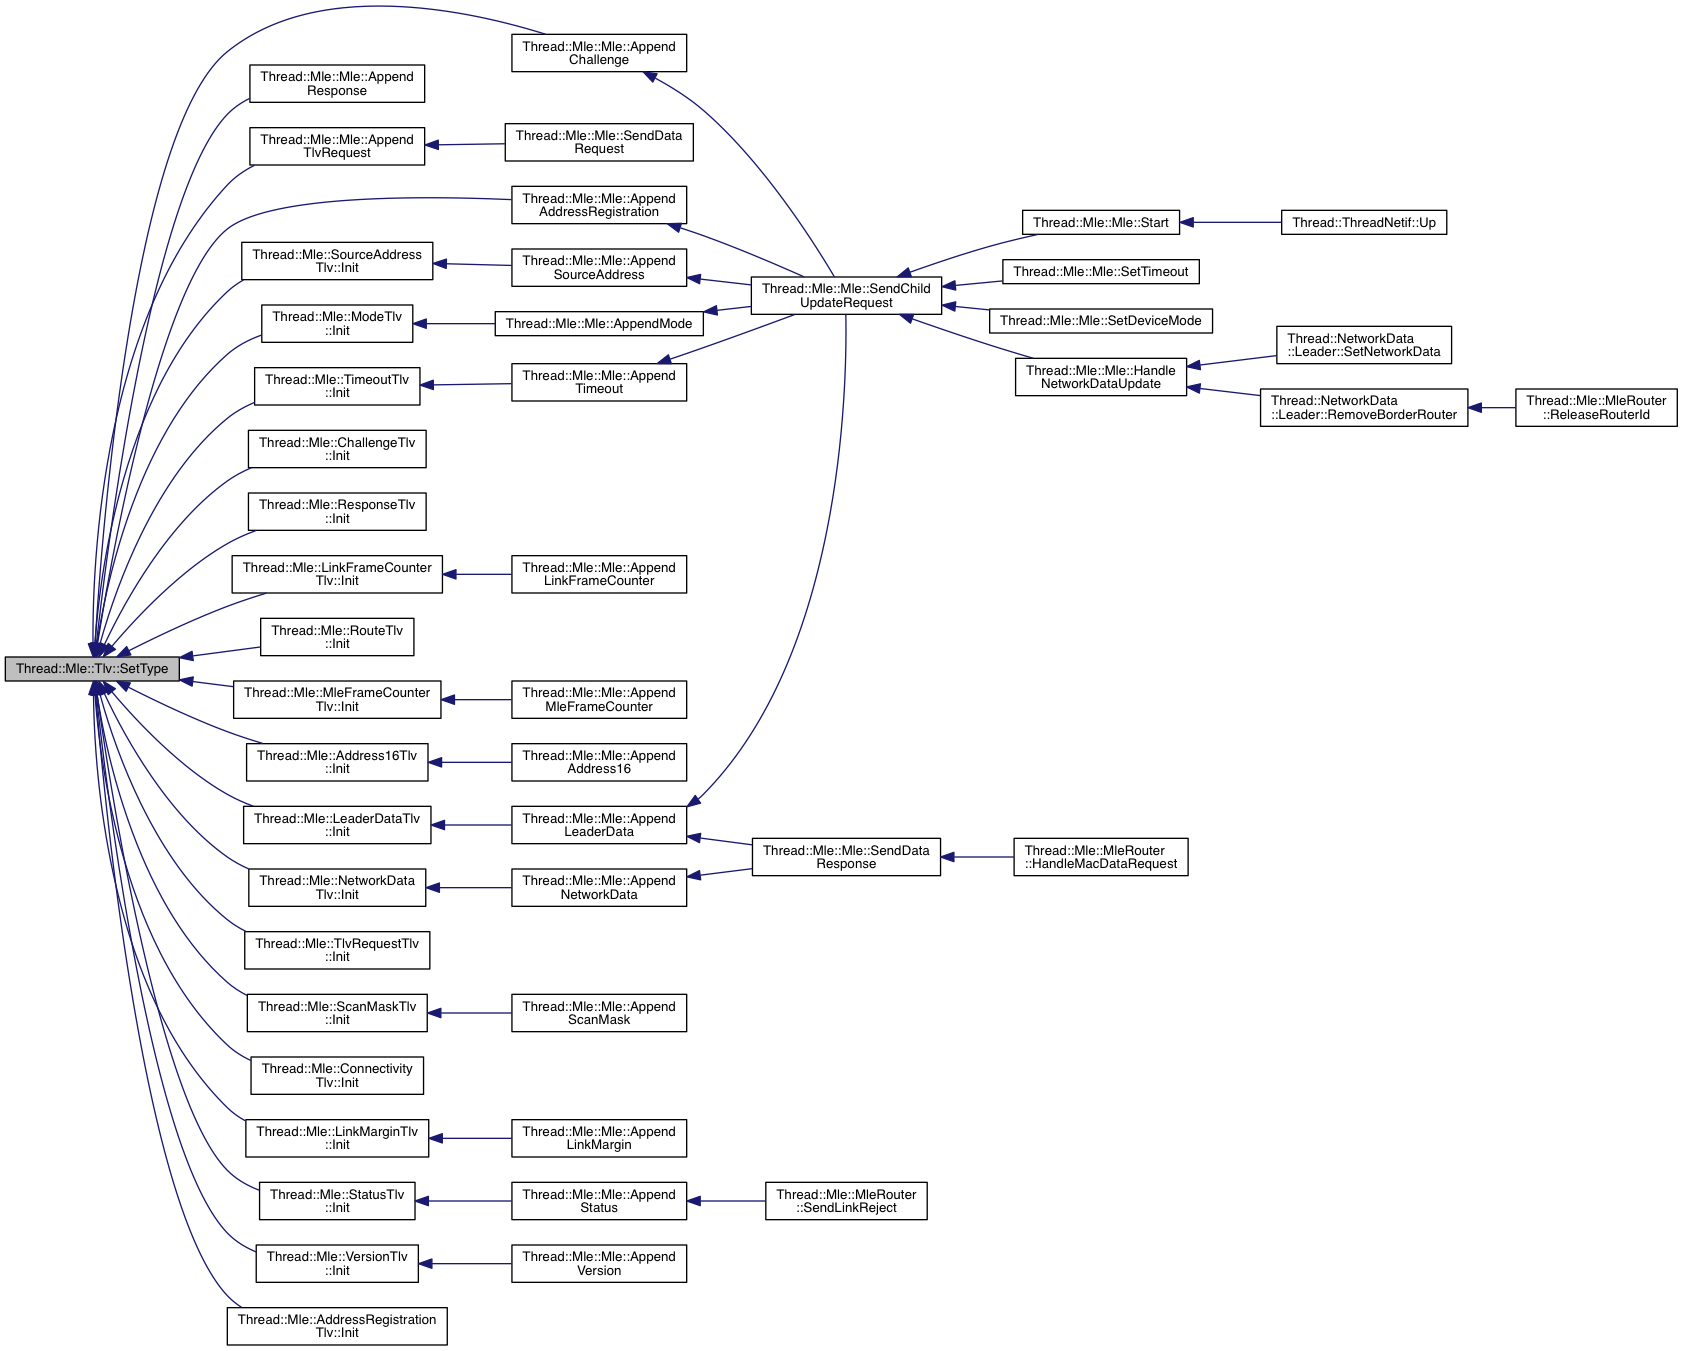 Thread::Mle::Mle::Append
Challenge
Thread::Mle::Mle::Append
Response
Thread::Mle::Mle::Append
TlvRequest
Thread::Mle::Mle::SendData
Request
Thread::Mle::Mle::Append
AddressRegistration
Thread::Mle::SourceAddress
Tlv::Init
Thread::Mle::Mle::Append
SourceAddress
Thread::Mle::ModeTlv
::Init
Thread::Mle::Mle::AppendMode
Thread::Mle::TimeoutTlv
::Init
Thread::Mle::Mle::Append
Timeout
Thread::Mle::Mle::SendChild
UpdateRequest
Thread::Mle::Mle::Start
Thread::ThreadNetif::Up
Thread::Mle::Mle::SetTimeout
Thread::Mle::Mle::SetDeviceMode
Thread::Mle::Mle::Handle
NetworkDataUpdate
Thread::NetworkData
::Leader::SetNetworkData
Thread::NetworkData
::Leader::RemoveBorderRouter
Thread::Mle::MleRouter
::ReleaseRouterId
Thread::Mle::ChallengeTlv
::Init
Thread::Mle::ResponseTlv
::Init
Thread::Mle::LinkFrameCounter
Tlv::Init
Thread::Mle::Mle::Append
LinkFrameCounter
Thread::Mle::RouteTlv
::Init
Thread::Mle::Tlv::SetType
Thread::Mle::MleFrameCounter
Tlv::Init
Thread::Mle::Mle::Append
MleFrameCounter
Thread::Mle::Address16Tlv
::Init
Thread::Mle::Mle::Append
Address16
Thread::Mle::LeaderDataTlv
::Init
Thread::Mle::Mle::Append
LeaderData
Thread::Mle::Mle::SendData
Response
Thread::Mle::MleRouter
::HandleMacDataRequest
Thread::Mle::NetworkData
Tlv::Init
Thread::Mle::Mle::Append
NetworkData
Thread::Mle::TlvRequestTlv
::Init
Thread::Mle::ScanMaskTlv
::Init
Thread::Mle::Mle::Append
ScanMask
Thread::Mle::Connectivity
Tlv::Init
Thread::Mle::LinkMarginTlv
::Init
Thread::Mle::Mle::Append
LinkMargin
Thread::Mle::StatusTlv
::Init
Thread::Mle::Mle::Append
Status
Thread::Mle::MleRouter
::SendLinkReject
Thread::Mle::VersionTlv
::Init
Thread::Mle::Mle::Append
Version
Thread::Mle::AddressRegistration
Tlv::Init